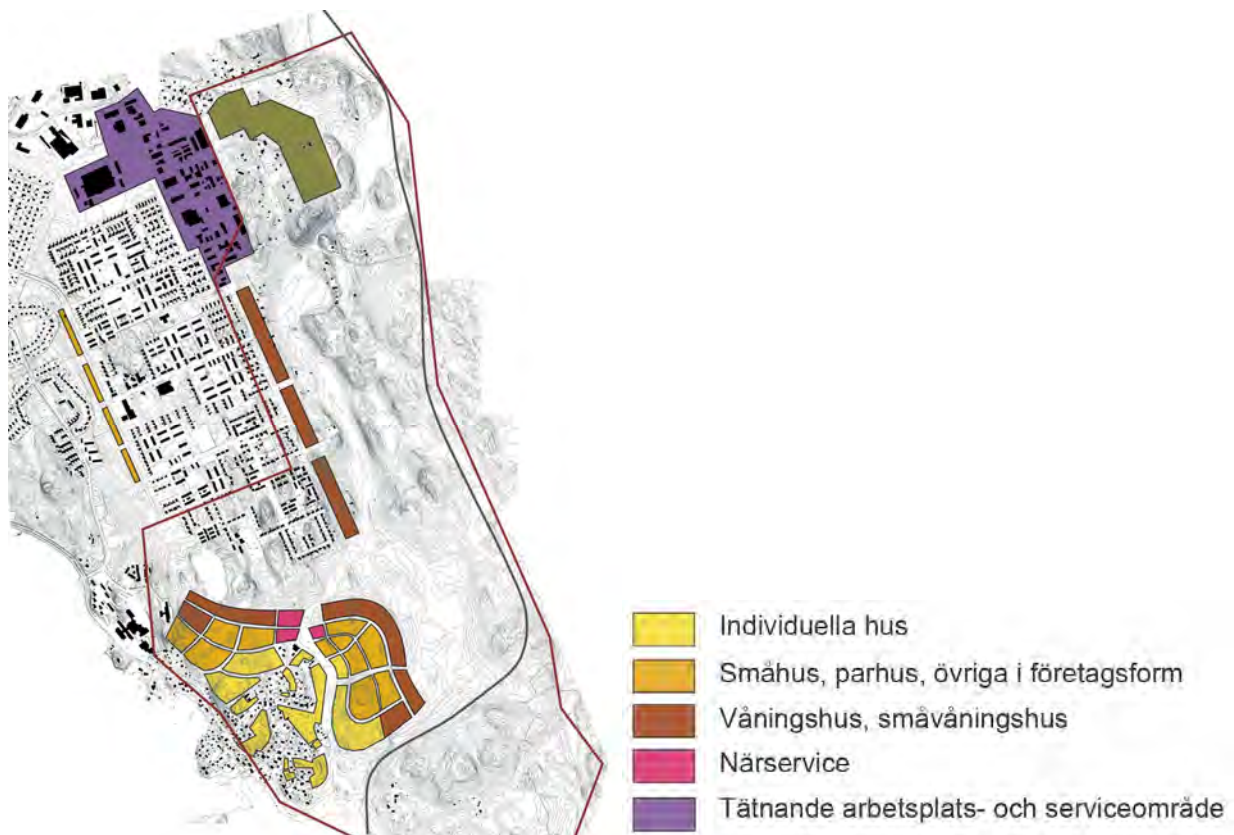 Individuella hus
Småhus, parhus, övriga i företagsform
Våningshus, småvåningshus
Närservice
Tätnande arbetsplats- och serviceområde